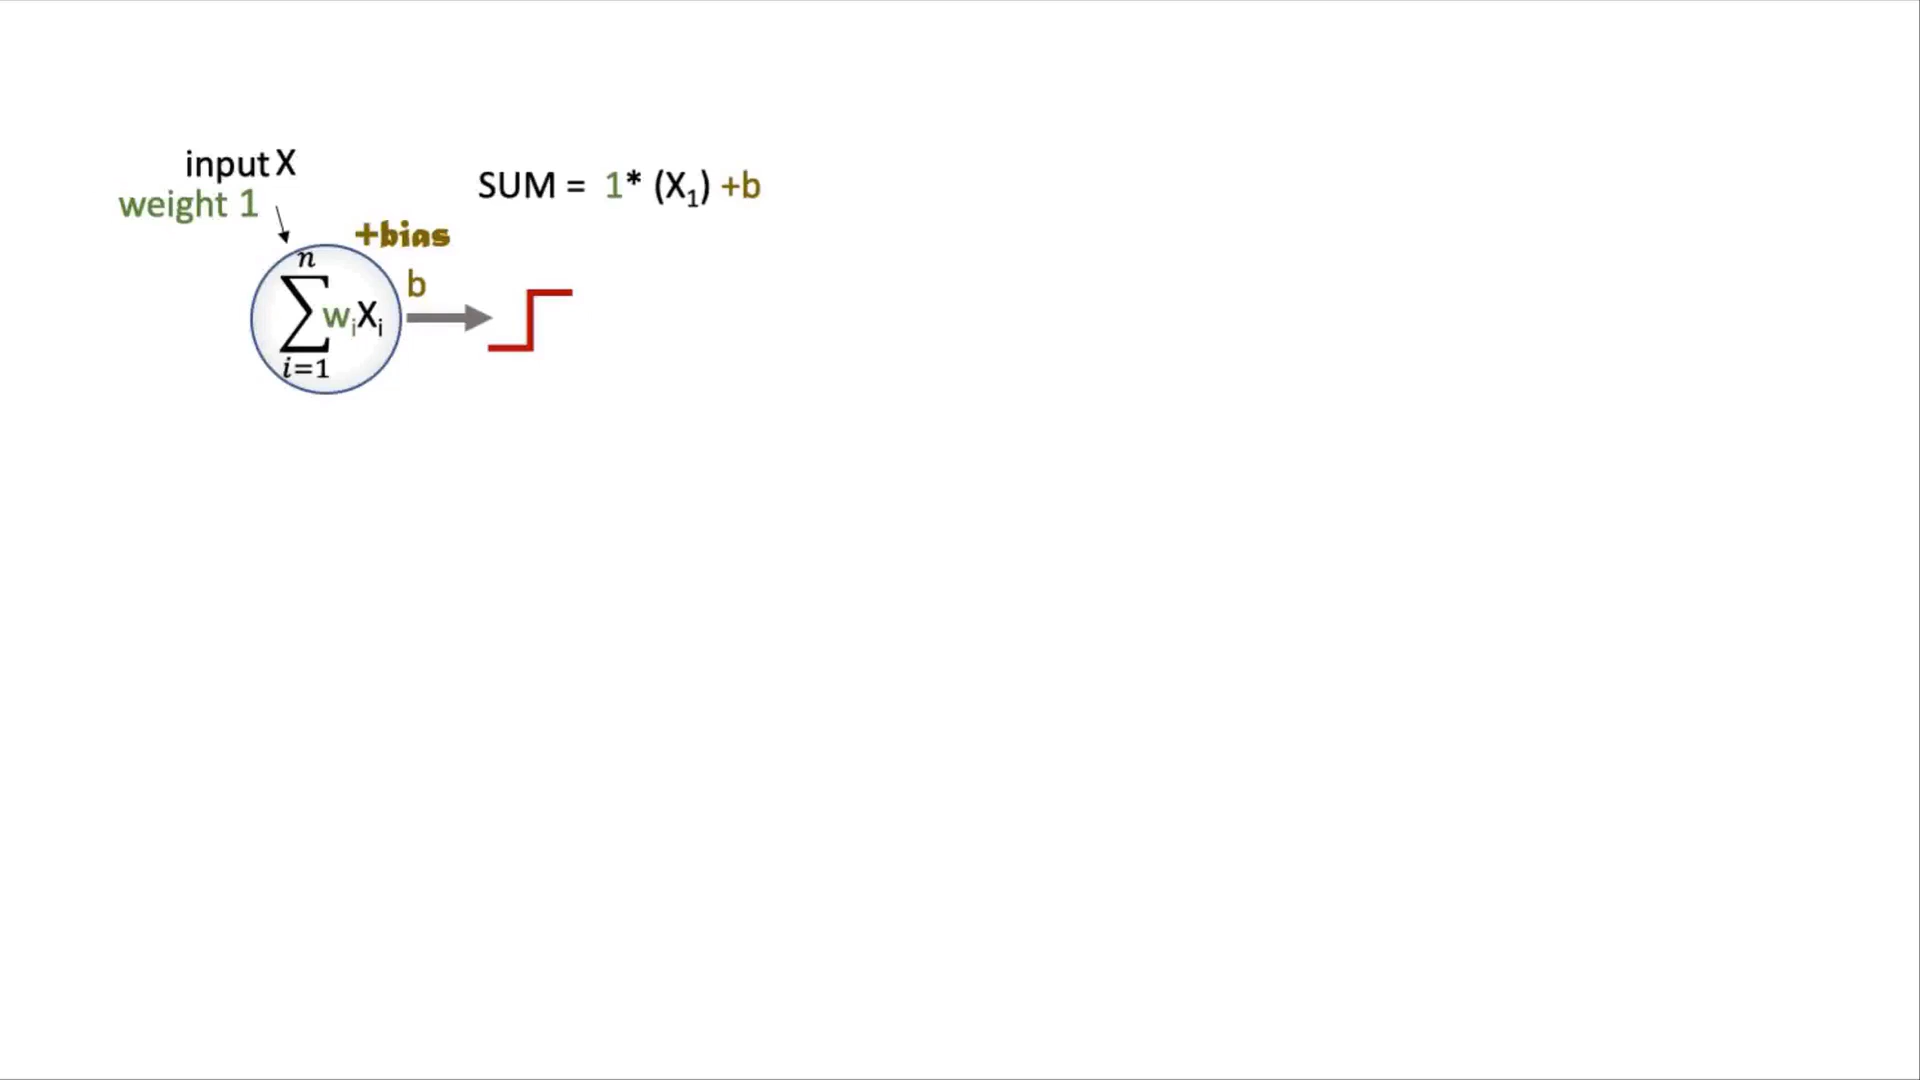 input X
weight 1
SUM = 1* (X₁) +b
+bias
b
n
∑ wᵢXᵢ
i=1